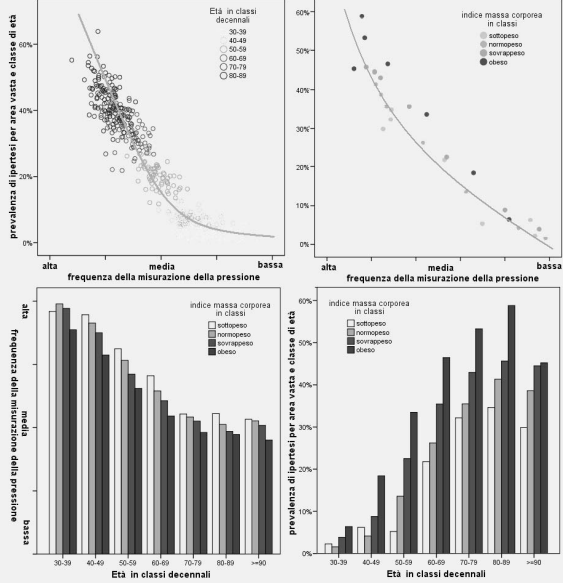 Età in classi
decennali
30-39
40-49
50-59
60-69
70-79
80-89
60%
40%
20%
0%
prevalenza di ipertesi per area vasta e classe di età
alta
media
bassa
frequenza della misurazione della pressione
indice massa corporea
in classi
sottopeso
normopeso
sovrappeso
obeso
60%
50%
40%
30%
20%
10%
0%
prevalenza di ipertesi per area vasta e classe di età
alta
media
bassa
frequenza della misurazione della pressione
indice massa corporea
in classi
sottopeso
normopeso
sovrappeso
obeso
alta
media
bassa
frequenza della misurazione della pressione
30-39
40-49
50-59
60-69
70-79
80-89
>=90
Età in classi decennali
indice massa corporea
in classi
sottopeso
normopeso
sovrappeso
obeso
60%
50%
40%
30%
20%
10%
0%
prevalenza di ipertesi per area vasta e classe di età
30-39
40-49
50-59
60-69
70-79
80-89
>=90
Età in classi decennali